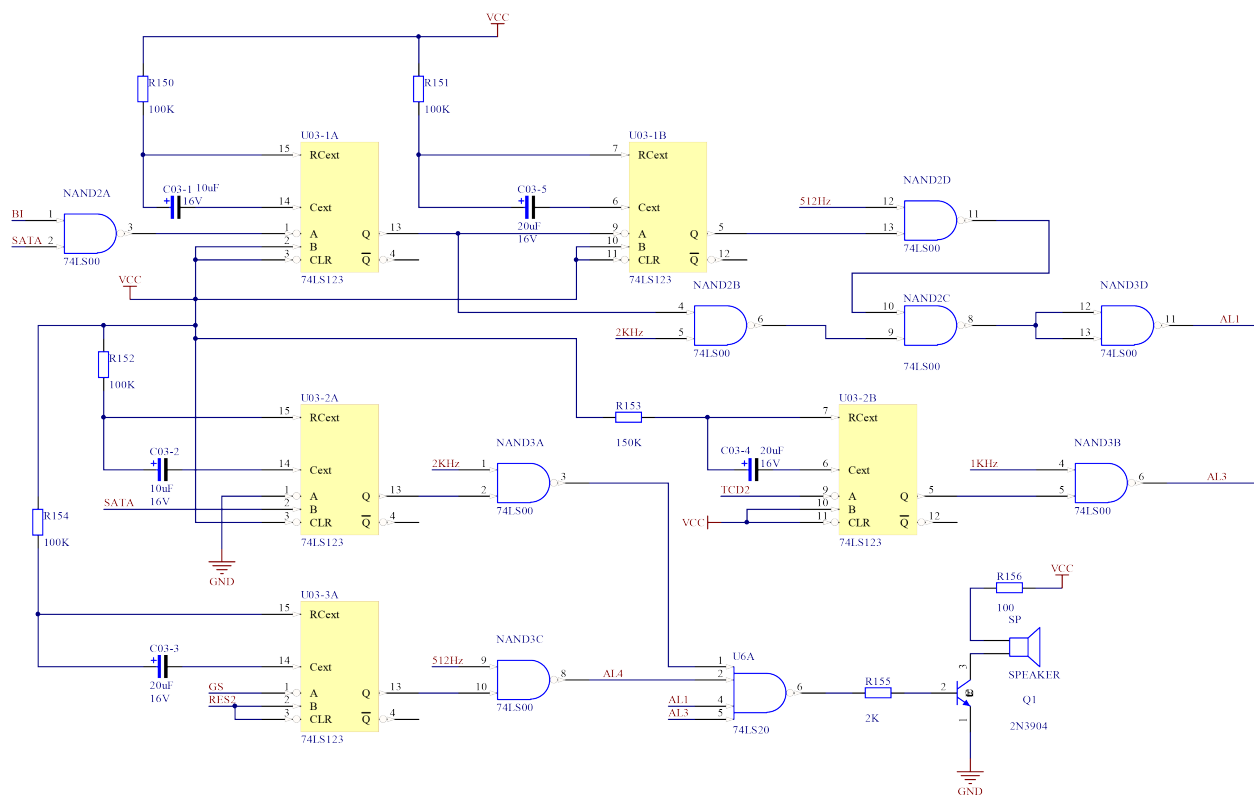 VCC
R150
100K
R151
100K
U03-1A
15
RCext
C03-1
10uF
16V
14
Cext
NAND2A
BI
1
SATA
2
3
74LS00
1
A
Q
13
2
B
3
CLR
Q
4
74LS123
U03-1B
7
RCext
C03-5
20uF
16V
6
Cext
9
A
Q
5
10
B
11
CLR
Q
12
74LS123
NAND2D
512Hz
12
13
11
74LS00
VCC
NAND2B
4
2KHz
5
6
74LS00
NAND2C
10
9
8
74LS00
NAND3D
12
13
11
74LS00
AL1
R152
100K
U03-2A
15
RCext
C03-2
10uF
16V
14
Cext
1
A
Q
13
SATA
2
B
3
CLR
Q
4
74LS123
GND
NAND3A
2KHz
1
2
3
74LS00
R153
150K
U03-2B
7
RCext
C03-4
20uF
16V
6
Cext
TCD2
9
A
Q
5
10
B
VCC
11
CLR
Q
12
74LS123
NAND3B
1KHz
4
5
6
74LS00
AL3
R154
100K
U03-3A
15
RCext
C03-3
20uF
16V
14
Cext
GS
1
A
Q
13
RES2
2
B
3
CLR
Q
4
74LS123
NAND3C
512Hz
9
10
8
74LS00
AL4
U6A
1
2
AL1
4
AL3
5
6
74LS20
R155
2K
VCC
R156
100
SP
SPEAKER
3
2
1
Q1
2N3904
GND